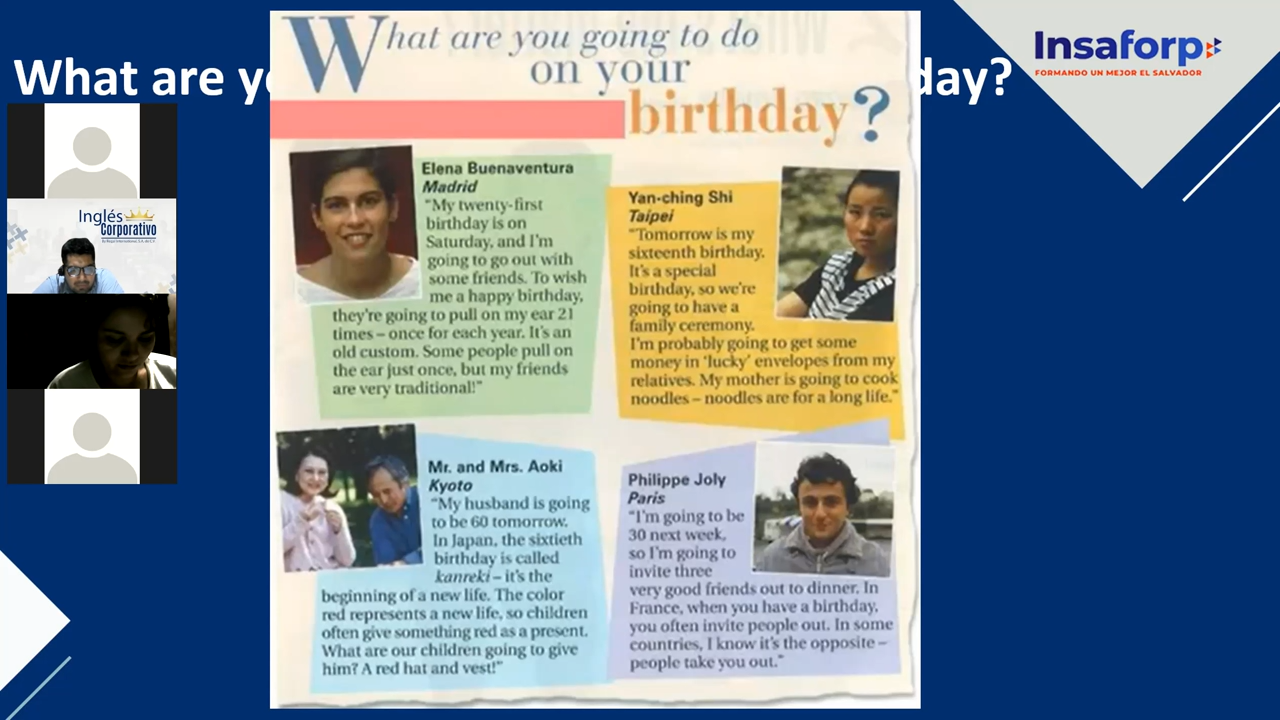 What are yo
day?
Insaforp
FORMANDO UN MEJOR EL SALVADOR
Inglés
Corporativo
What are you going to do
on your
birthday?
Elena Buenaventura
Madrid
"My twenty-first
birthday is on
Saturday, and I'm
going to go out with
some friends. To wish
me a happy birthday,
they're going to pull on my ear 21
times – once for each year. It's an
old custom. Some people pull on
the ear just once, but my friends
are very traditional!"
Yan-ching Shi
Taipei
"Tomorrow is my
sixteenth birthday.
It's a special
birthday, so we're
going to have a
family ceremony.
I'm probably going to get some
money in 'lucky' envelopes from my
relatives. My mother is going to cook
noodles – noodles are for a long life."
Mr. and Mrs. Aoki
Kyoto
"My husband is going
to be 60 tomorrow.
In Japan, the sixtieth
birthday is called
kanreki – it's the
beginning of a new life. The color
red represents a new life, so children
often give something red as a present.
What are our children going to give
him? A red hat and vest!"
Philippe Joly
Paris
"I'm going to be
30 next week,
so I'm going to
invite three
very good friends out to dinner. In
France, when you have a birthday,
you often invite people out. In some
countries, I know it's the opposite –
people take you out."